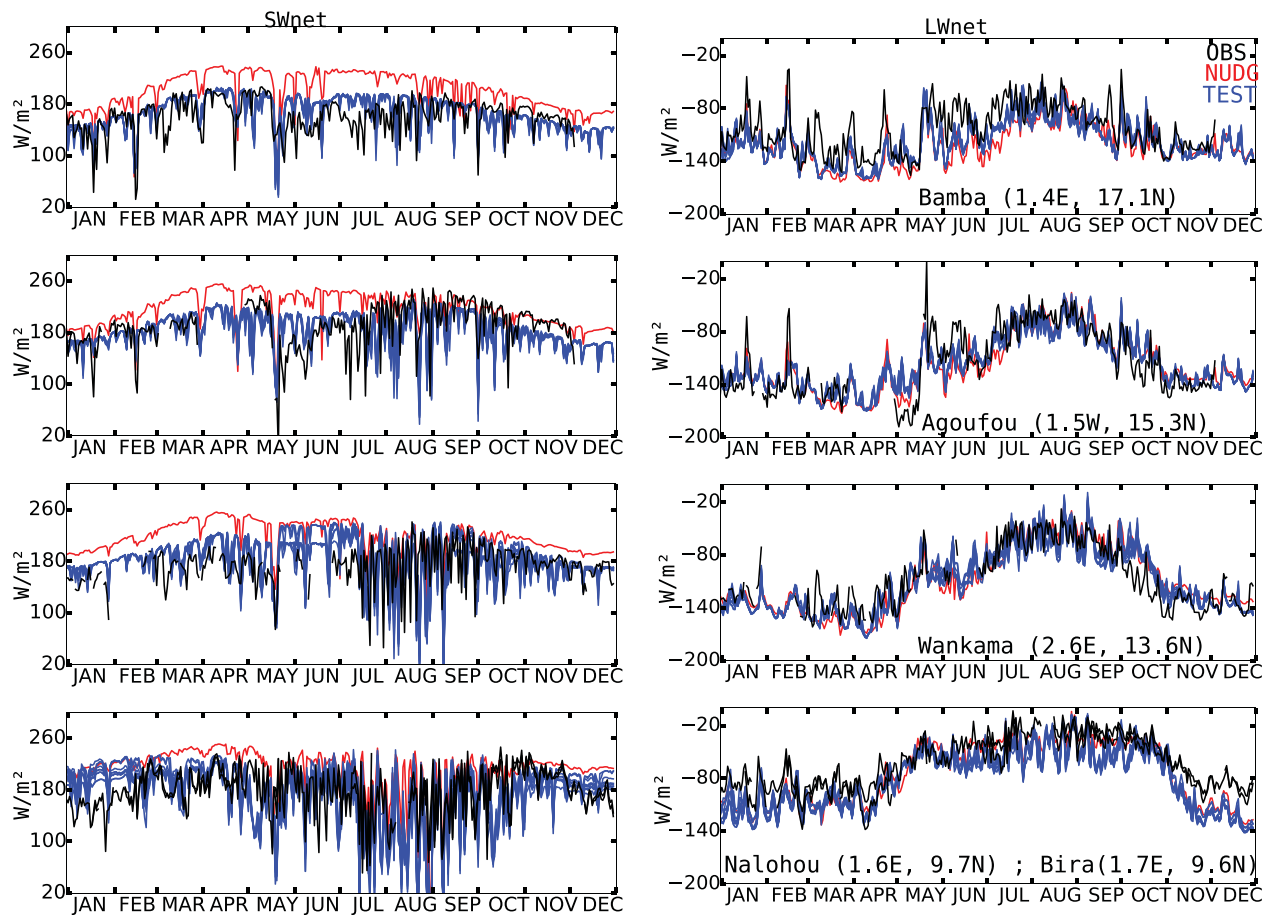 SWnet
260
180
100
20
W/m²
JAN FEB MAR APR MAY JUN JUL AUG SEP OCT NOV DEC
LWnet
−20
−80
−140
−200
W/m²
OBS
NUDG
TEST
Bamba (1.4E, 17.1N)
JAN FEB MAR APR MAY JUN JUL AUG SEP OCT NOV DEC
260
180
100
20
W/m²
JAN FEB MAR APR MAY JUN JUL AUG SEP OCT NOV DEC
−20
−80
−140
−200
W/m²
Agoufou (1.5W, 15.3N)
JAN FEB MAR APR MAY JUN JUL AUG SEP OCT NOV DEC
260
180
100
20
W/m²
JAN FEB MAR APR MAY JUN JUL AUG SEP OCT NOV DEC
−20
−80
−140
−200
W/m²
Wankama (2.6E, 13.6N)
JAN FEB MAR APR MAY JUN JUL AUG SEP OCT NOV DEC
260
180
100
20
W/m²
JAN FEB MAR APR MAY JUN JUL AUG SEP OCT NOV DEC
−20
−80
−140
−200
W/m²
Nalohou (1.6E, 9.7N) ; Bira(1.7E, 9.6N)
JAN FEB MAR APR MAY JUN JUL AUG SEP OCT NOV DEC